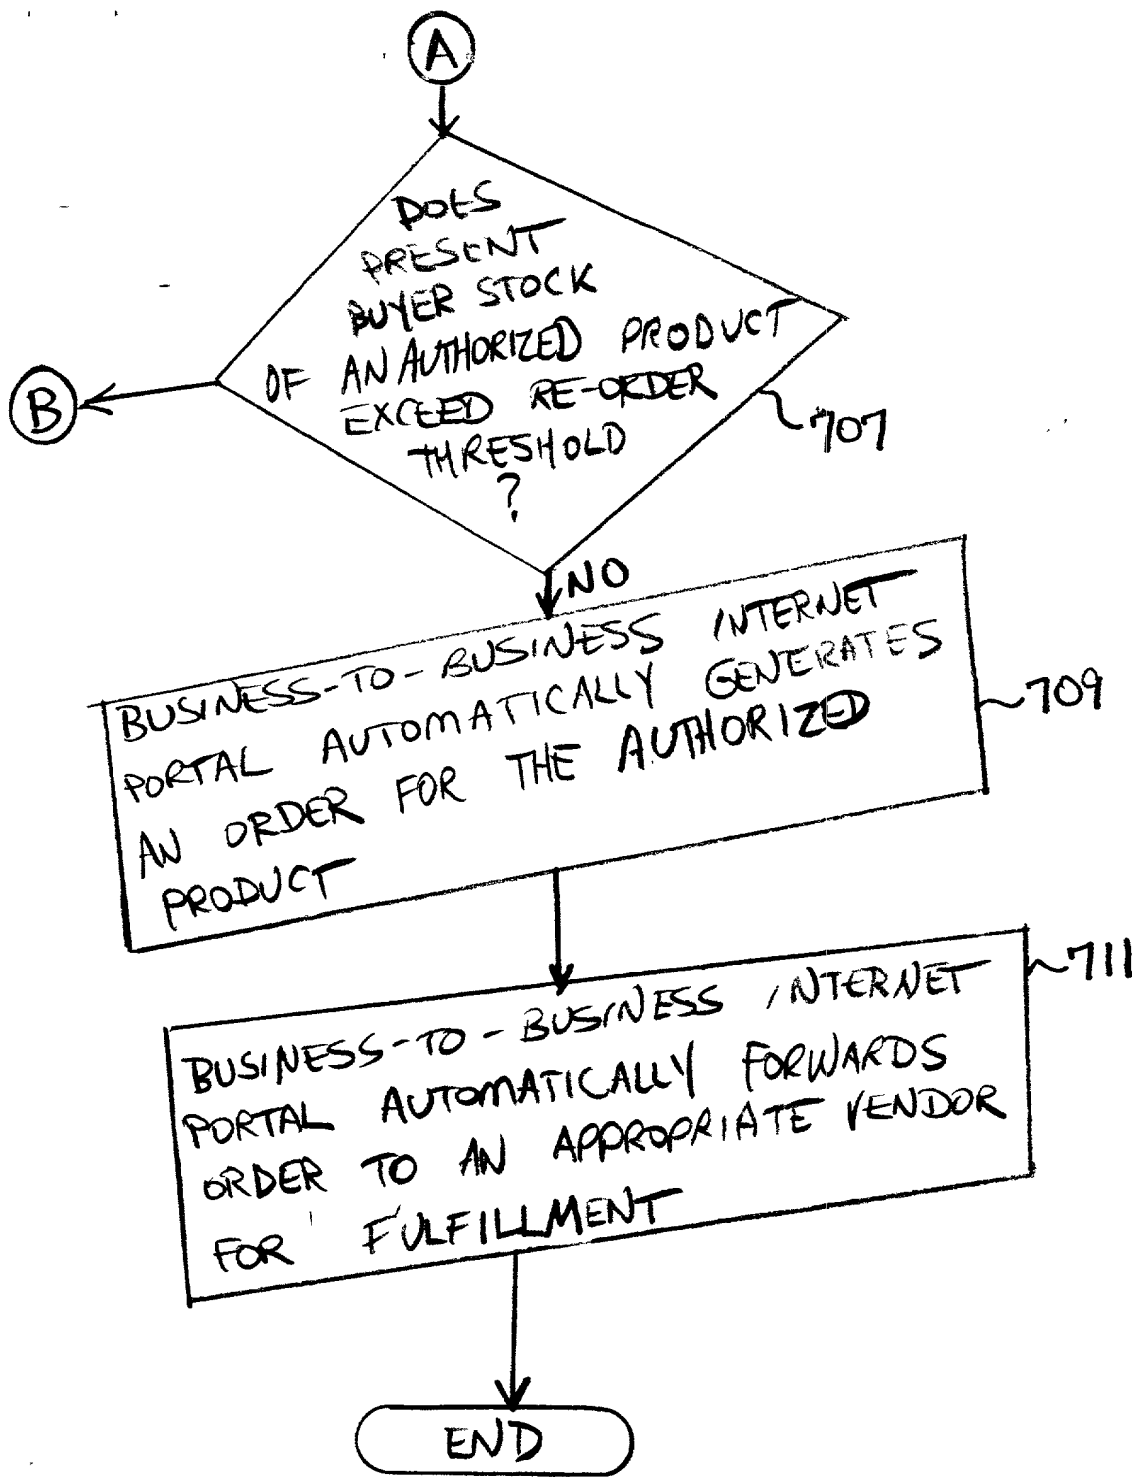 A
DOES
PRESENT
BUYER STOCK
OF AN AUTHORIZED PRODUCT
EXCEED RE-ORDER
THRESHOLD
?
B
707
NO
BUSINESS-TO-BUSINESS INTERNET
PORTAL AUTOMATICALLY GENERATES
AN ORDER FOR THE AUTHORIZED
PRODUCT
709
BUSINESS-TO-BUSINESS INTERNET
PORTAL AUTOMATICALLY FORWARDS
ORDER TO AN APPROPRIATE VENDOR
FOR FULFILLMENT
711
END